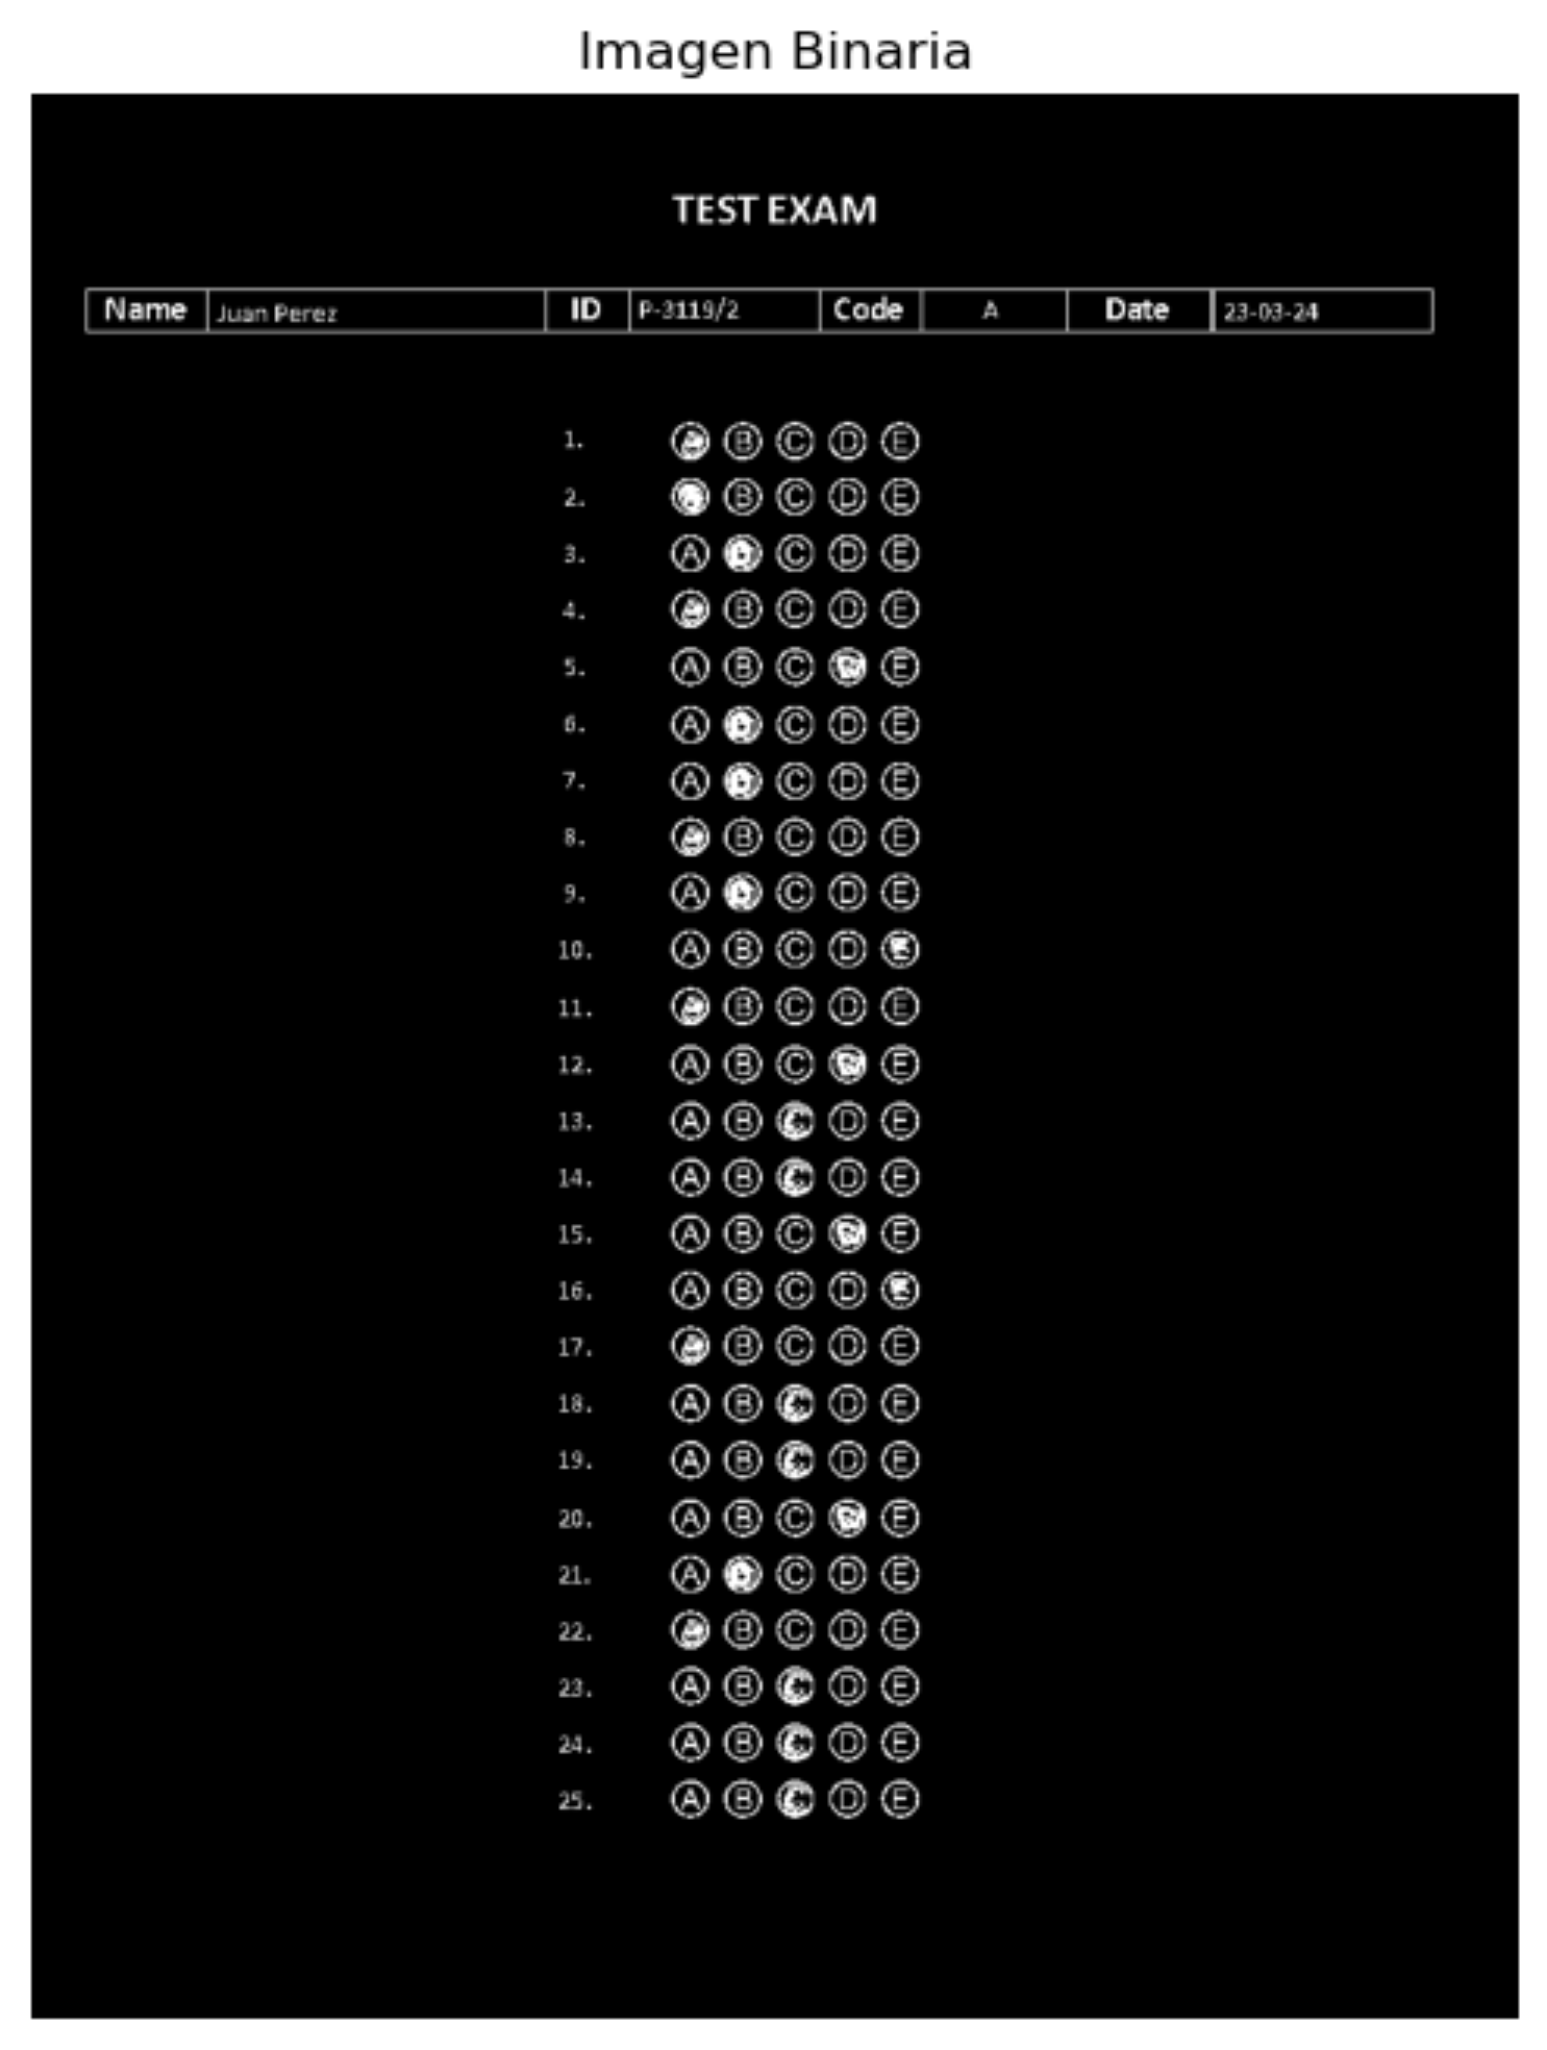 Imagen Binaria
TEST EXAM
Name Juan Perez ID P-3119/2 Code A Date 23-03-24
1. A B C D E
2. B C D E
3. A C D E
4. A B C D E
5. A B C E
6. A C D E
7. A C D E
8. A B C D E
9. A C D E
10. A B C D E
11. A B C D E
12. A B C E
13. A B C D E
14. A B C D E
15. A B C E
16. A B C D E
17. A B C D E
18. A B C D E
19. A B C D E
20. A B C E
21. A C D E
22. A B C D E
23. A B C D E
24. A B C D E
25. A B C D E